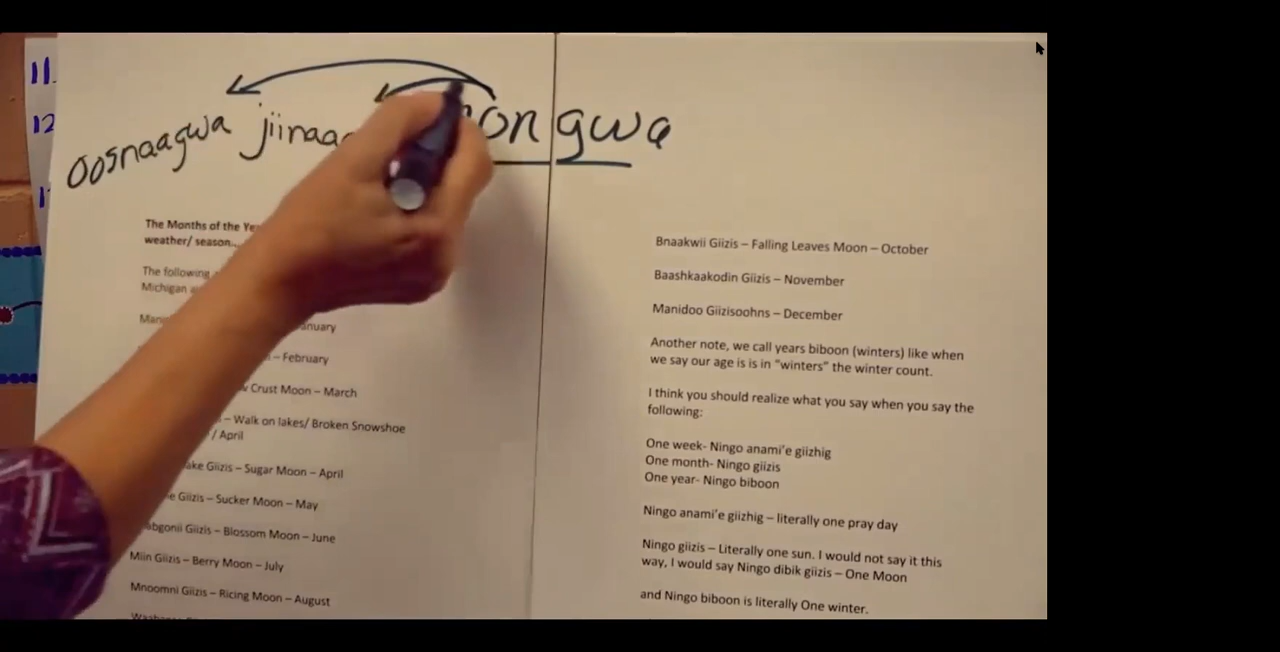 11.
12
Oosnaagwa jiinaa ongwa
The Months of the Ye
weather/ season...
The following
Michigan
anuary
– February
Crust Moon – March
– Walk on lakes/ Broken Snowshoe
/ April
ake Giizis – Sugar Moon – April
e Giizis – Sucker Moon – May
abgonii Giizis – Blossom Moon – June
Miin Giizis – Berry Moon – July
Mnoomni Giizis – Ricing Moon – August
Bnaakwii Giizis – Falling Leaves Moon – October
Baashkaakodin Giizis – November
Manidoo Giizisoohns – December
Another note, we call years biboon (winters) like when
we say our age is is in “winters” the winter count.
I think you should realize what you say when you say the
following:
One week- Ningo anami’e giizhig
One month- Ningo giizis
One year- Ningo biboon
Ningo anami’e giizhig – literally one pray day
Ningo giizis – Literally one sun. I would not say it this
way, I would say Ningo dibik giizis – One Moon
and Ningo biboon is literally One winter.